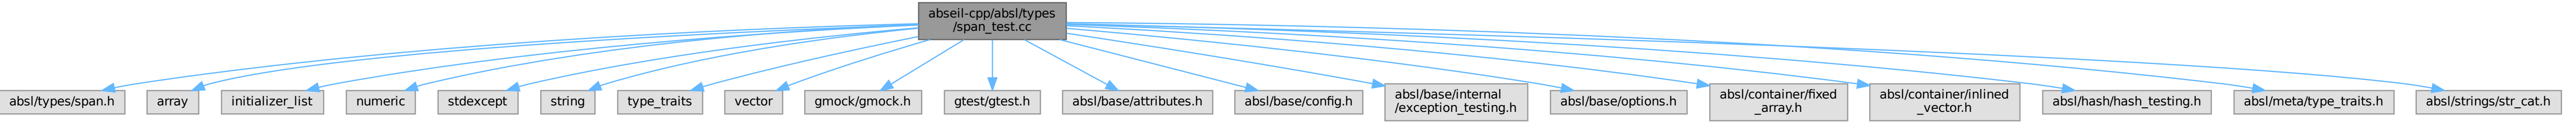 abseil-cpp/absl/types
/span_test.cc
absl/types/span.h
array
initializer_list
numeric
stdexcept
string
type_traits
vector
gmock/gmock.h
gtest/gtest.h
absl/base/attributes.h
absl/base/config.h
absl/base/internal
/exception_testing.h
absl/base/options.h
absl/container/fixed
_array.h
absl/container/inlined
_vector.h
absl/hash/hash_testing.h
absl/meta/type_traits.h
absl/strings/str_cat.h